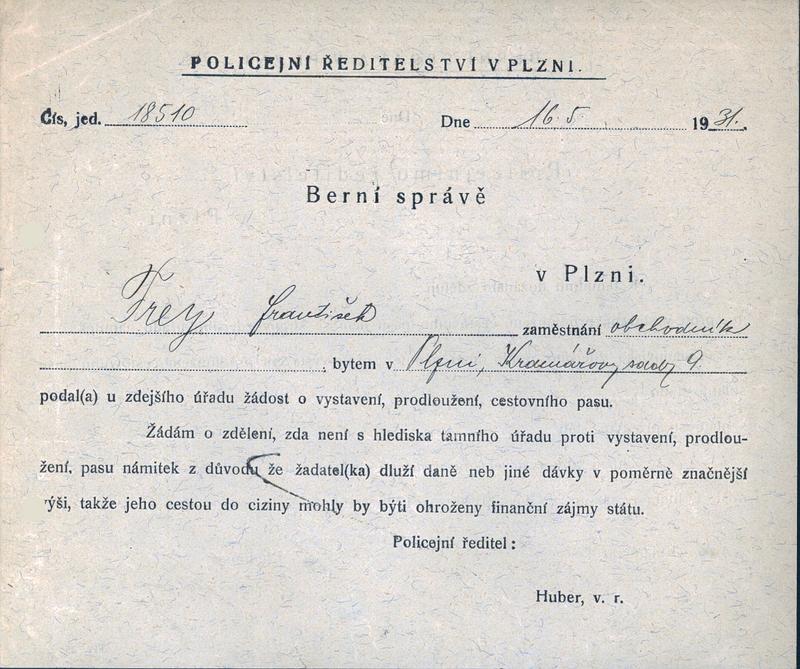 POLICEJNÍ ŘEDITELSTVÍ V PLZNI.
Čís, jed. 18510 Dne 16.5. 1931.
Berní správě
v Plzni.
Frey František zaměstnání obchodník
, bytem v Plzni, Kramářovy sady 9.
podal(a) u zdejšího úřadu žádost o vystavení, prodloužení, cestovního pasu.
Žádám o zdělení, zda není s hlediska tamního úřadu proti vystavení, prodlou-
žení, pasu námitek z důvodu že žadatel(ka) dluží daně neb jiné dávky v poměrně značnější
ýši, takže jeho cestou do ciziny mohly by býti ohroženy finanční zájmy státu.
Policejní ředitel :
Huber, v. r.